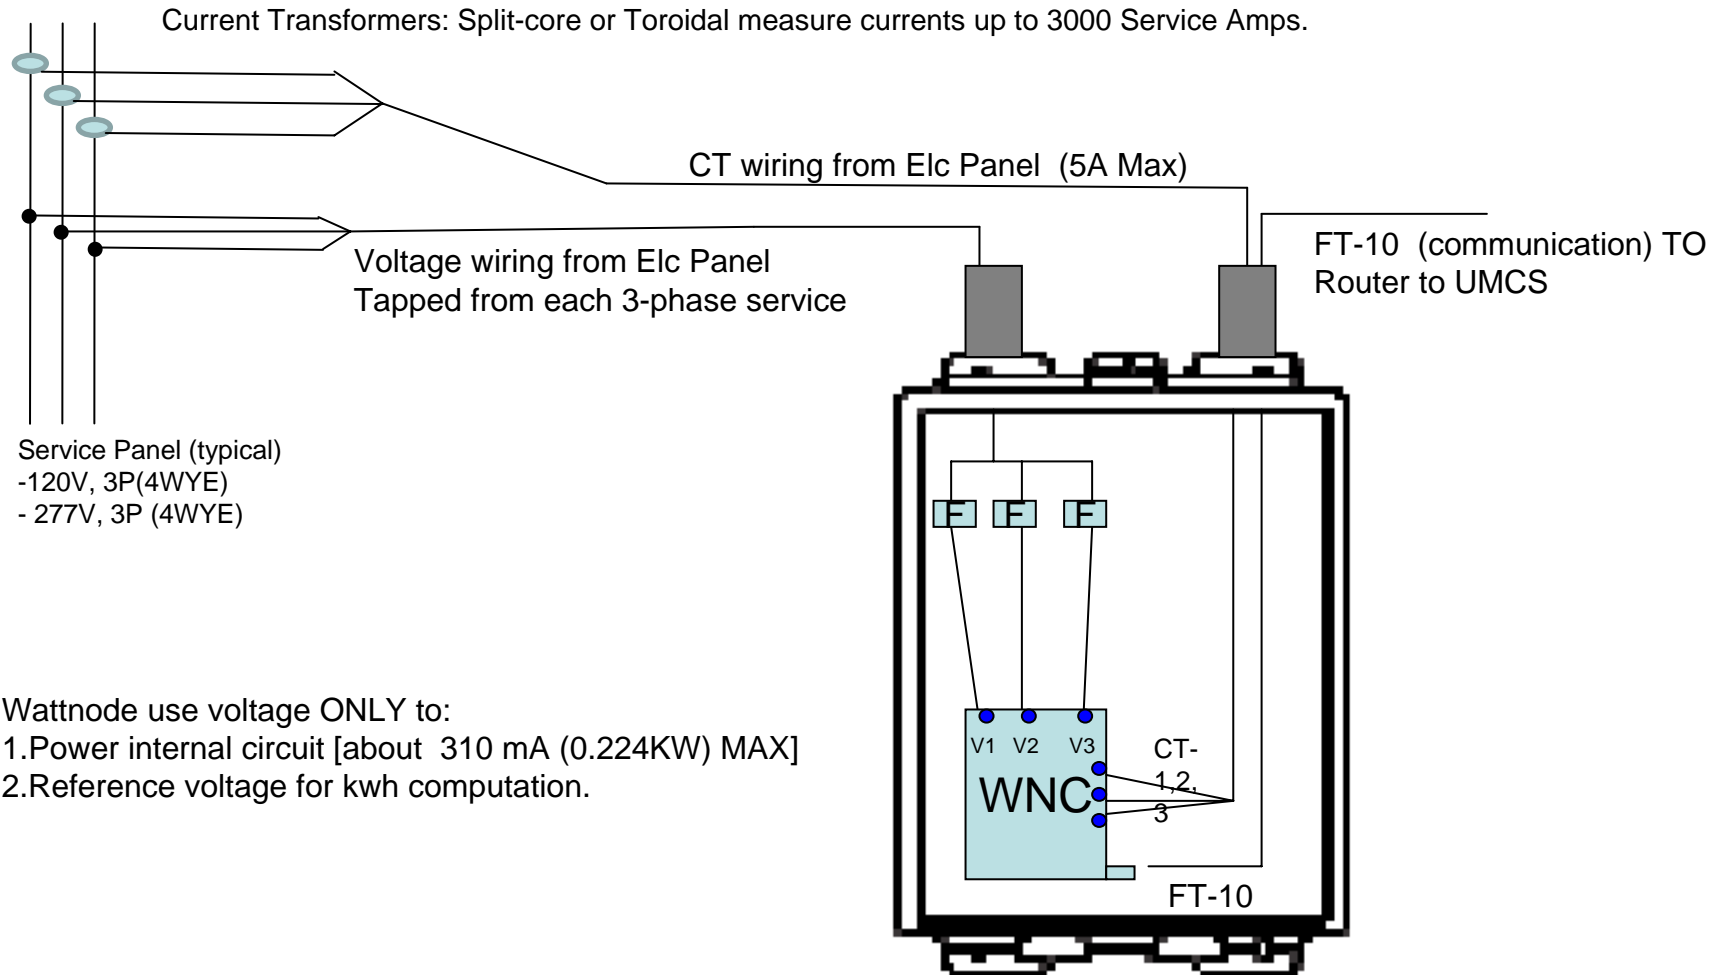 Current Transformers: Split-core or Toroidal measure currents up to 3000 Service Amps.
CT wiring from Elc Panel (5A Max)
FT-10 (communication) TO
Router to UMCS
Voltage wiring from Elc Panel
Tapped from each 3-phase service
Service Panel (typical)
-120V, 3P(4WYE)
- 277V, 3P (4WYE)
F F F
Wattnode use voltage ONLY to:
1.Power internal circuit [about 310 mA (0.224KW) MAX]
2.Reference voltage for kwh computation.
V1 V2 V3
WNC
CT-
1,2,
3
FT-10